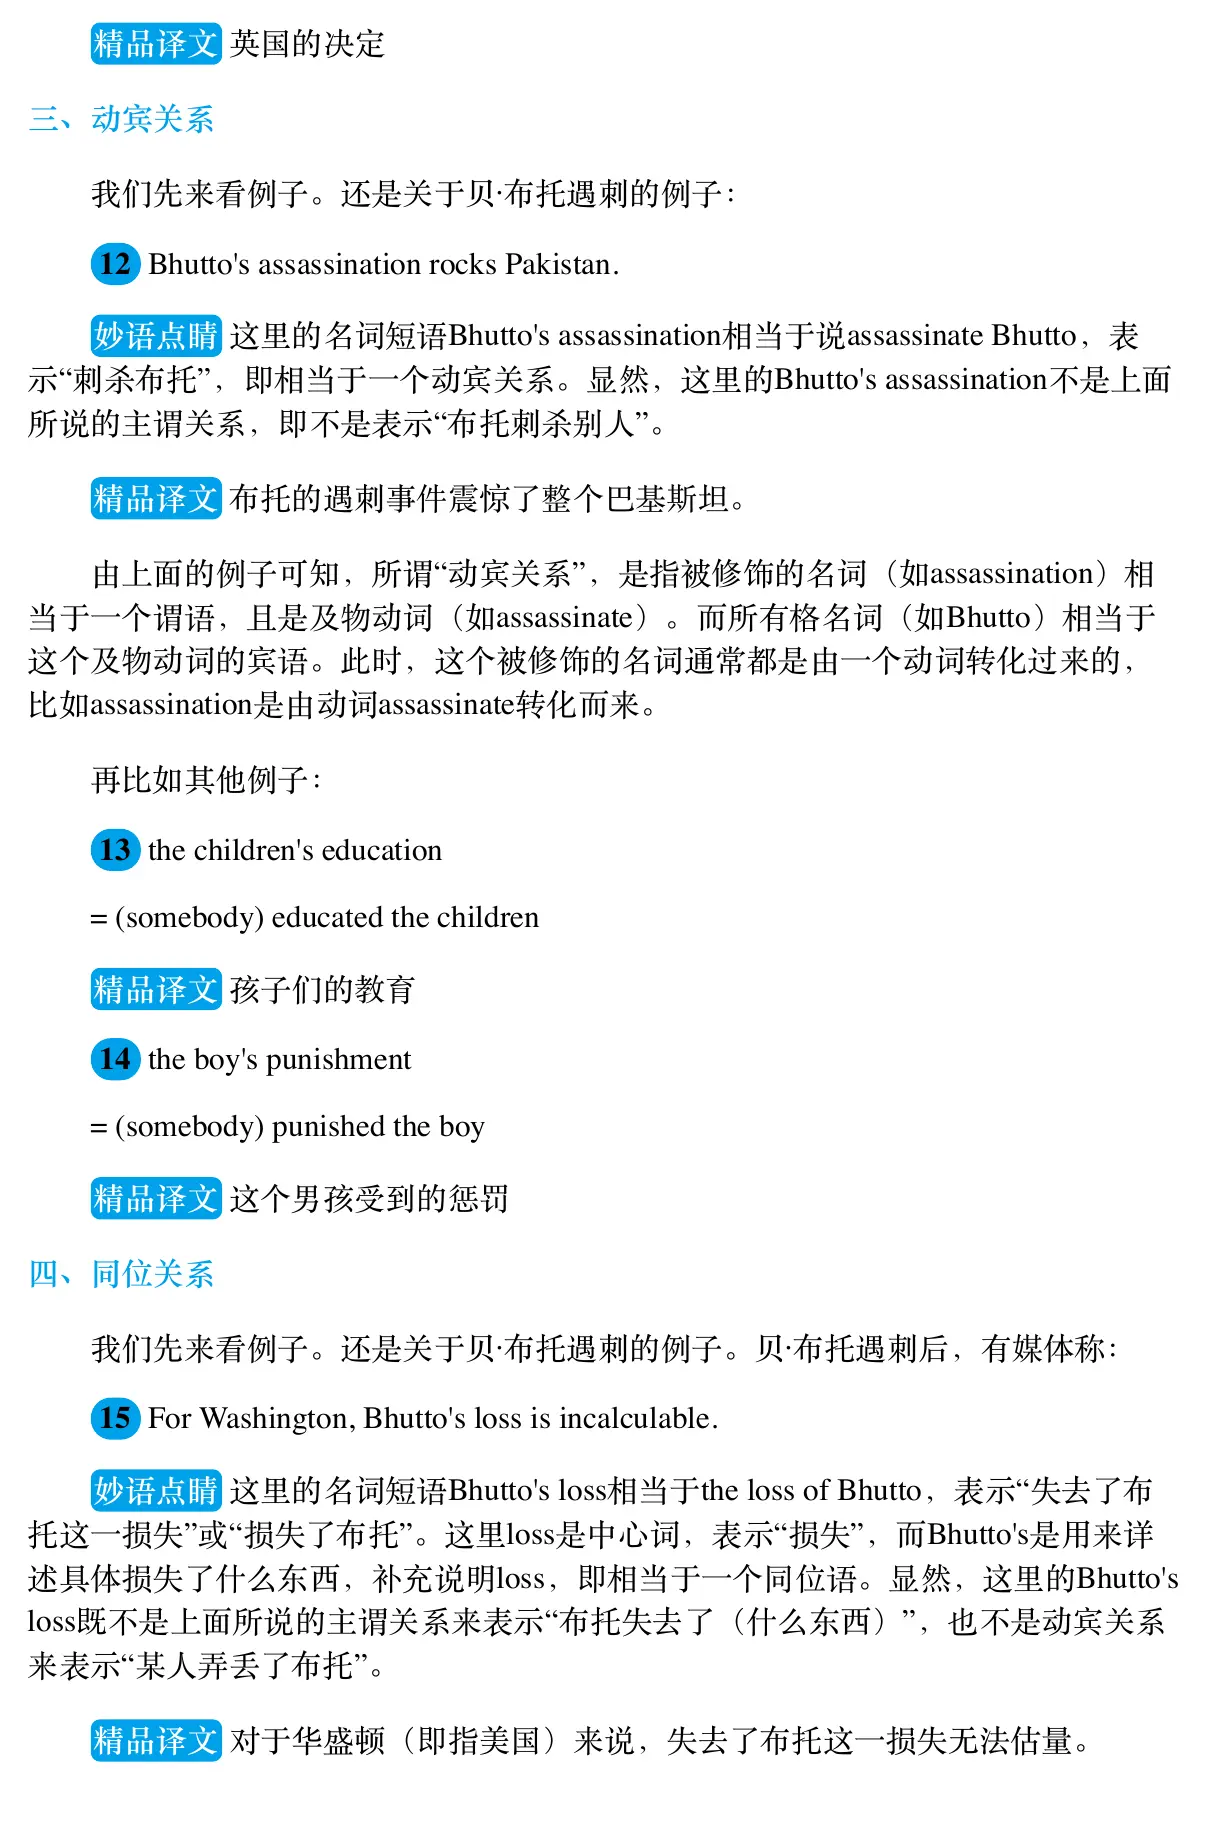 精品译文 英国的决定
三、动宾关系
我们先来看例子。还是关于贝·布托遇刺的例子：
12 Bhutto's assassination rocks Pakistan.
妙语点睛 这里的名词短语Bhutto's assassination相当于说assassinate Bhutto，表
示“刺杀布托”，即相当于一个动宾关系。显然，这里的Bhutto's assassination不是上面
所说的主谓关系，即不是表示“布托刺杀别人”。
精品译文 布托的遇刺事件震惊了整个巴基斯坦。
由上面的例子可知，所谓“动宾关系”，是指被修饰的名词（如assassination）相
当于一个谓语，且是及物动词（如assassinate）。而所有格名词（如Bhutto）相当于
这个及物动词的宾语。此时，这个被修饰的名词通常都是由一个动词转化过来的，
比如assassination是由动词assassinate转化而来。
再比如其他例子：
13 the children's education
= (somebody) educated the children
精品译文 孩子们的教育
14 the boy's punishment
= (somebody) punished the boy
精品译文 这个男孩受到的惩罚
四、同位关系
我们先来看例子。还是关于贝·布托遇刺的例子。贝·布托遇刺后，有媒体称：
15 For Washington, Bhutto's loss is incalculable.
妙语点睛 这里的名词短语Bhutto's loss相当于the loss of Bhutto，表示“失去了布
托这一损失”或“损失了布托”。这里loss是中心词，表示“损失”，而Bhutto's是用来详
述具体损失了什么东西，补充说明loss，即相当于一个同位语。显然，这里的Bhutto's
loss既不是上面所说的主谓关系来表示“布托失去了（什么东西）”，也不是动宾关系
来表示“某人弄丢了布托”。
精品译文 对于华盛顿（即指美国）来说，失去了布托这一损失无法估量。